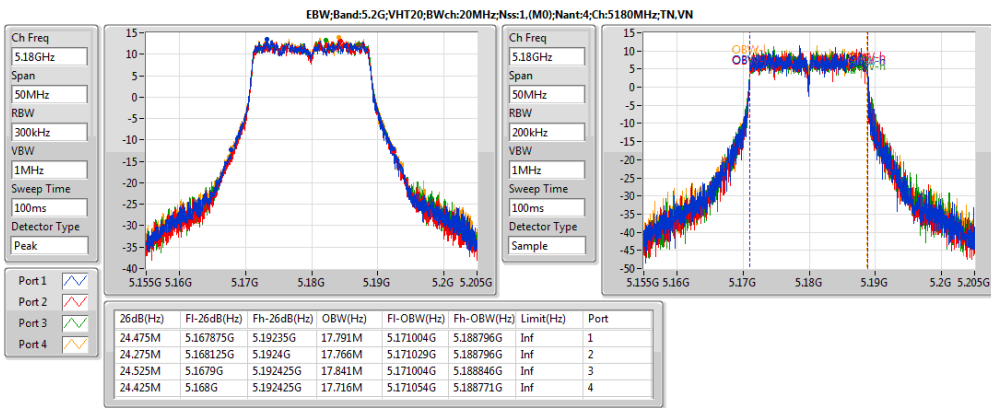 EBW;Band:5.2G;VHT20;BWch:20MHz;Nss:1,(M0);Nant:4;Ch:5180MHz;TN,VN
Ch Freq
5.18GHz
Span
50MHz
RBW
300kHz
VBW
1MHz
Sweep Time
100ms
Detector Type
Peak
15
10
5
0
-5
-10
-15
-20
-25
-30
-35
-40
5.155G 5.16G 5.17G 5.18G 5.19G 5.2G 5.205G
Ch Freq
5.18GHz
Span
50MHz
RBW
200kHz
VBW
1MHz
Sweep Time
100ms
Detector Type
Sample
15
10
5
0
-5
-10
-15
-20
-25
-30
-35
-40
-45
-50
5.155G 5.16G 5.17G 5.18G 5.19G 5.2G 5.205G
Port 1
Port 2
Port 3
Port 4
26dB(Hz) Fl-26dB(Hz) Fh-26dB(Hz) OBW(Hz) Fl-OBW(Hz) Fh-OBW(Hz) Limit(Hz) Port
24.475M 5.167875G 5.19235G 17.791M 5.171004G 5.188796G Inf 1
24.275M 5.168125G 5.1924G 17.766M 5.171029G 5.188796G Inf 2
24.525M 5.1679G 5.192425G 17.841M 5.171004G 5.188846G Inf 3
24.425M 5.168G 5.192425G 17.716M 5.171054G 5.188771G Inf 4